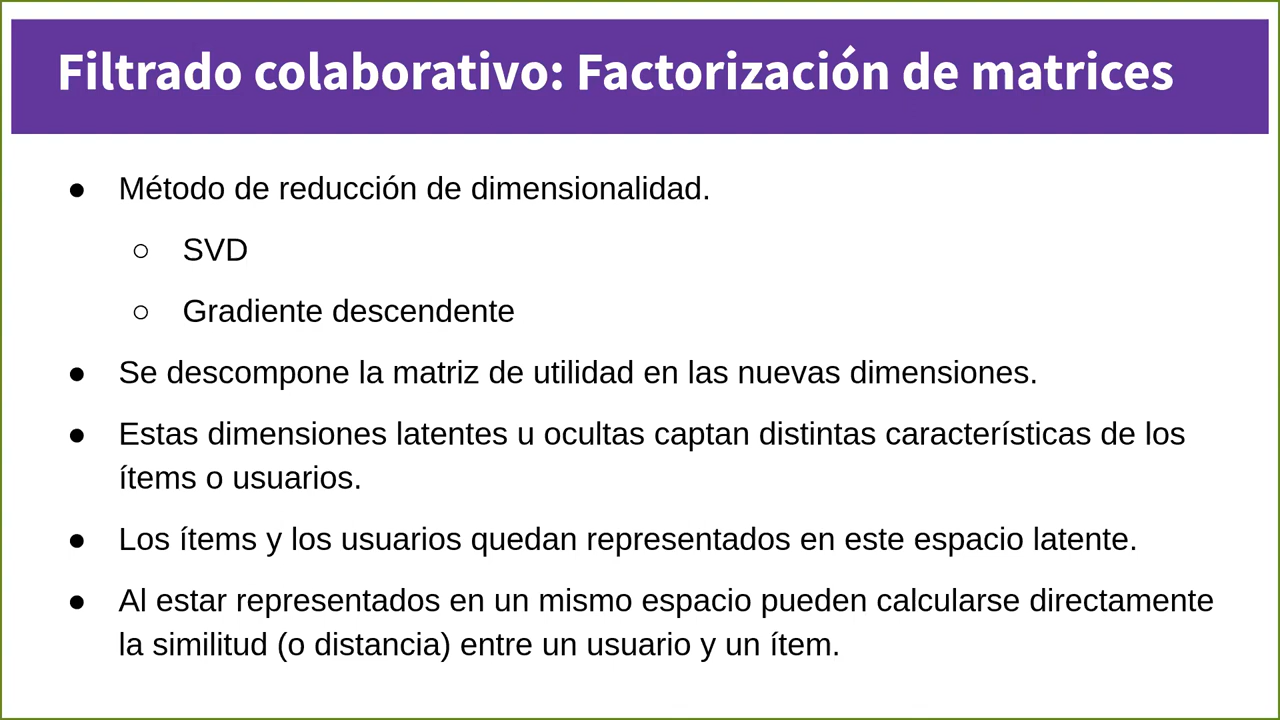 Filtrado colaborativo: Factorización de matrices
● Método de reducción de dimensionalidad.
○ SVD
○ Gradiente descendente
● Se descompone la matriz de utilidad en las nuevas dimensiones.
● Estas dimensiones latentes u ocultas captan distintas características de los
ítems o usuarios.
● Los ítems y los usuarios quedan representados en este espacio latente.
● Al estar representados en un mismo espacio pueden calcularse directamente
la similitud (o distancia) entre un usuario y un ítem.